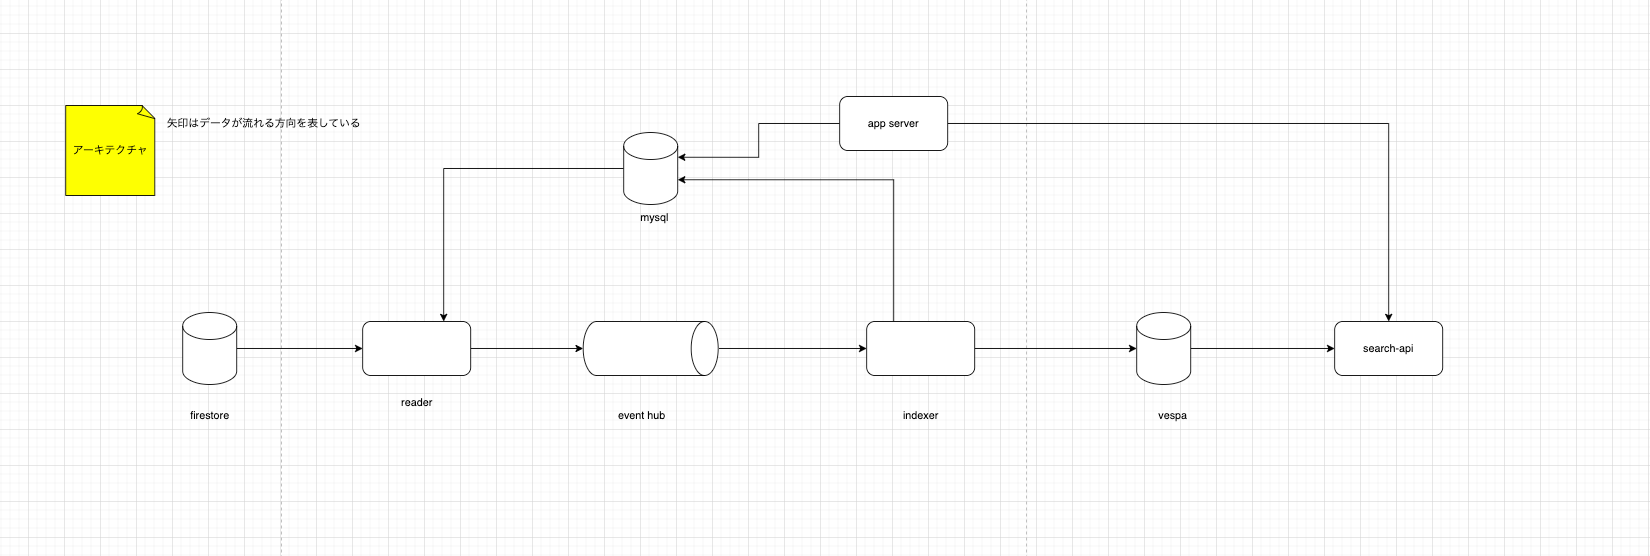 矢印はデータが流れる方向を表している
アーキテクチャ
app server
mysql
search-api
reader
firestore
event hub
indexer
vespa